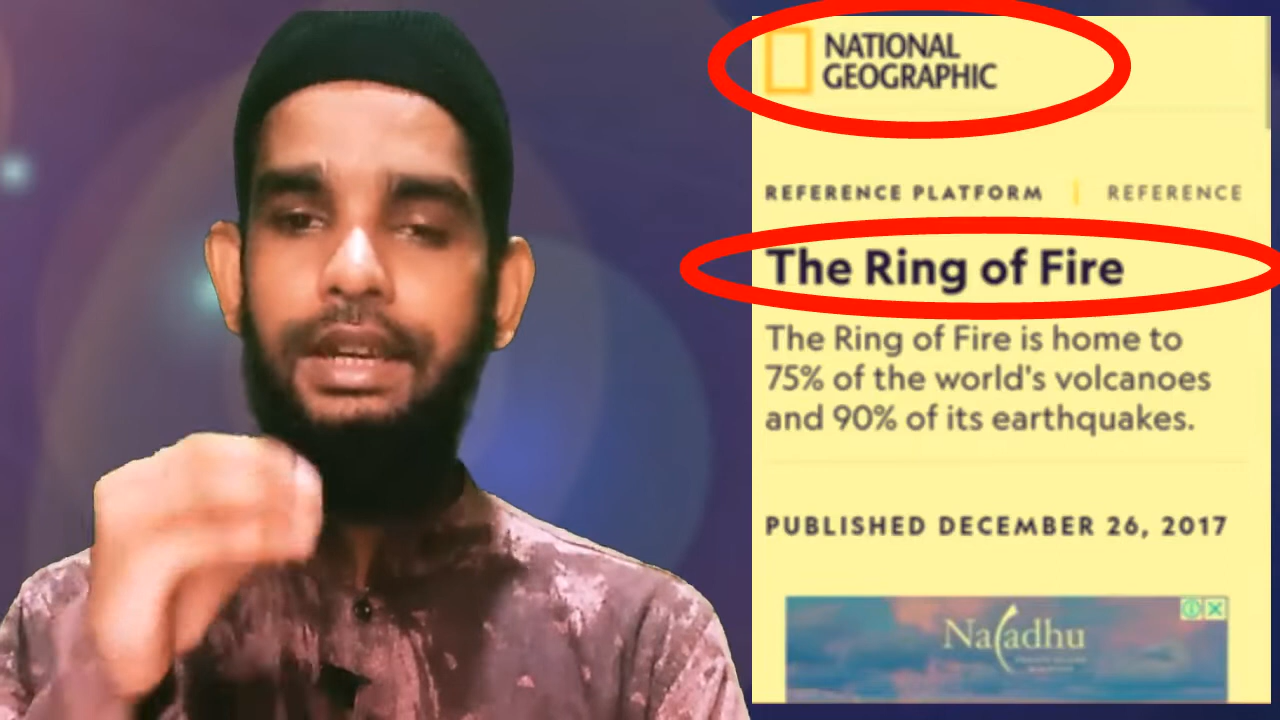 NATIONAL
GEOGRAPHIC
REFERENCE PLATFORM | REFERENCE
The Ring of Fire
The Ring of Fire is home to
75% of the world's volcanoes
and 90% of its earthquakes.
PUBLISHED DECEMBER 26, 2017
Naladhu